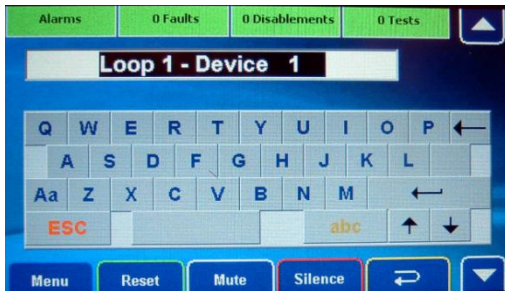 Alarms 0 Faults 0 Disablements 0 Tests
Loop 1 - Device 1
Q W E R T Y U I O P
A S D F G H J K L
Aa Z X C V B N M
ESC abc
Menu Reset Mute Silence